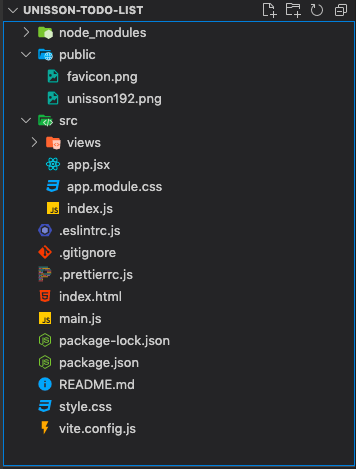 UNISSON-TODO-LIST
node_modules
public
favicon.png
unisson192.png
src
views
app.jsx
app.module.css
index.js
.eslintrc.js
.gitignore
.prettierrc.js
index.html
main.js
package-lock.json
package.json
README.md
style.css
vite.config.js